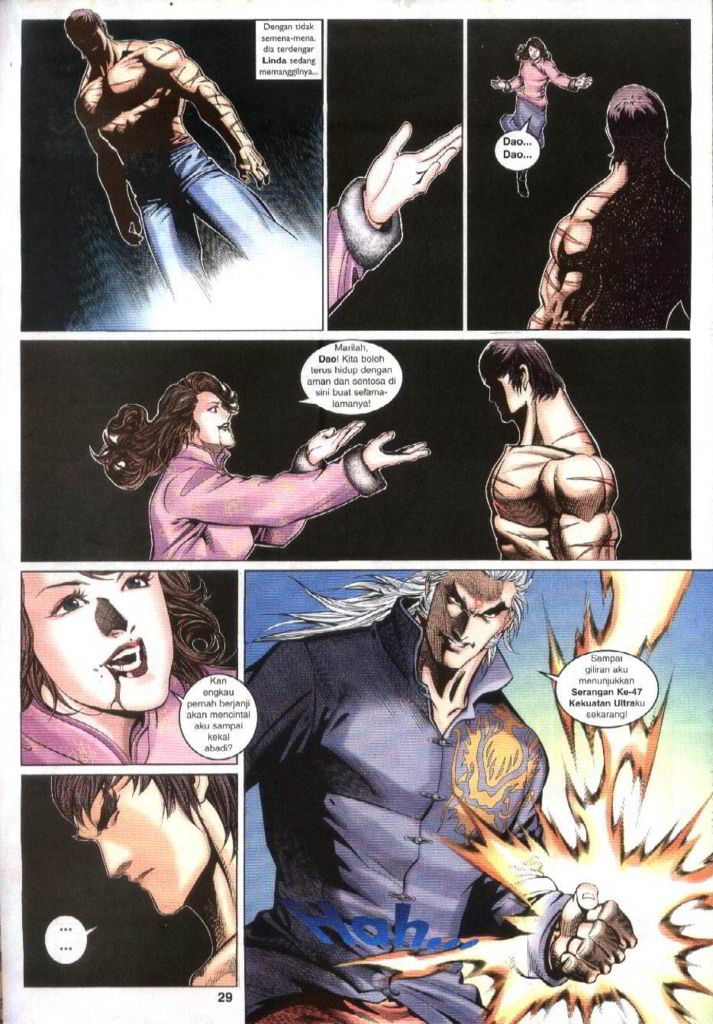 Dengan tidak
semena-mena,
dia terdengar
Linda sedang
memanggilnya...
Dao...
Dao...
Marilah,
Dao! Kita boleh
terus hidup dengan
aman dan sentosa di
sini buat selama-
lamanya!
Kan
engkau
pernah berjanji
akan mencintai
aku sampai
kekal
abadi?
...
...
Sampai
giliran aku
menunjukkan
Serangan Ke-47
Kekuatan Ultraku
sekarang!
Hah...
29